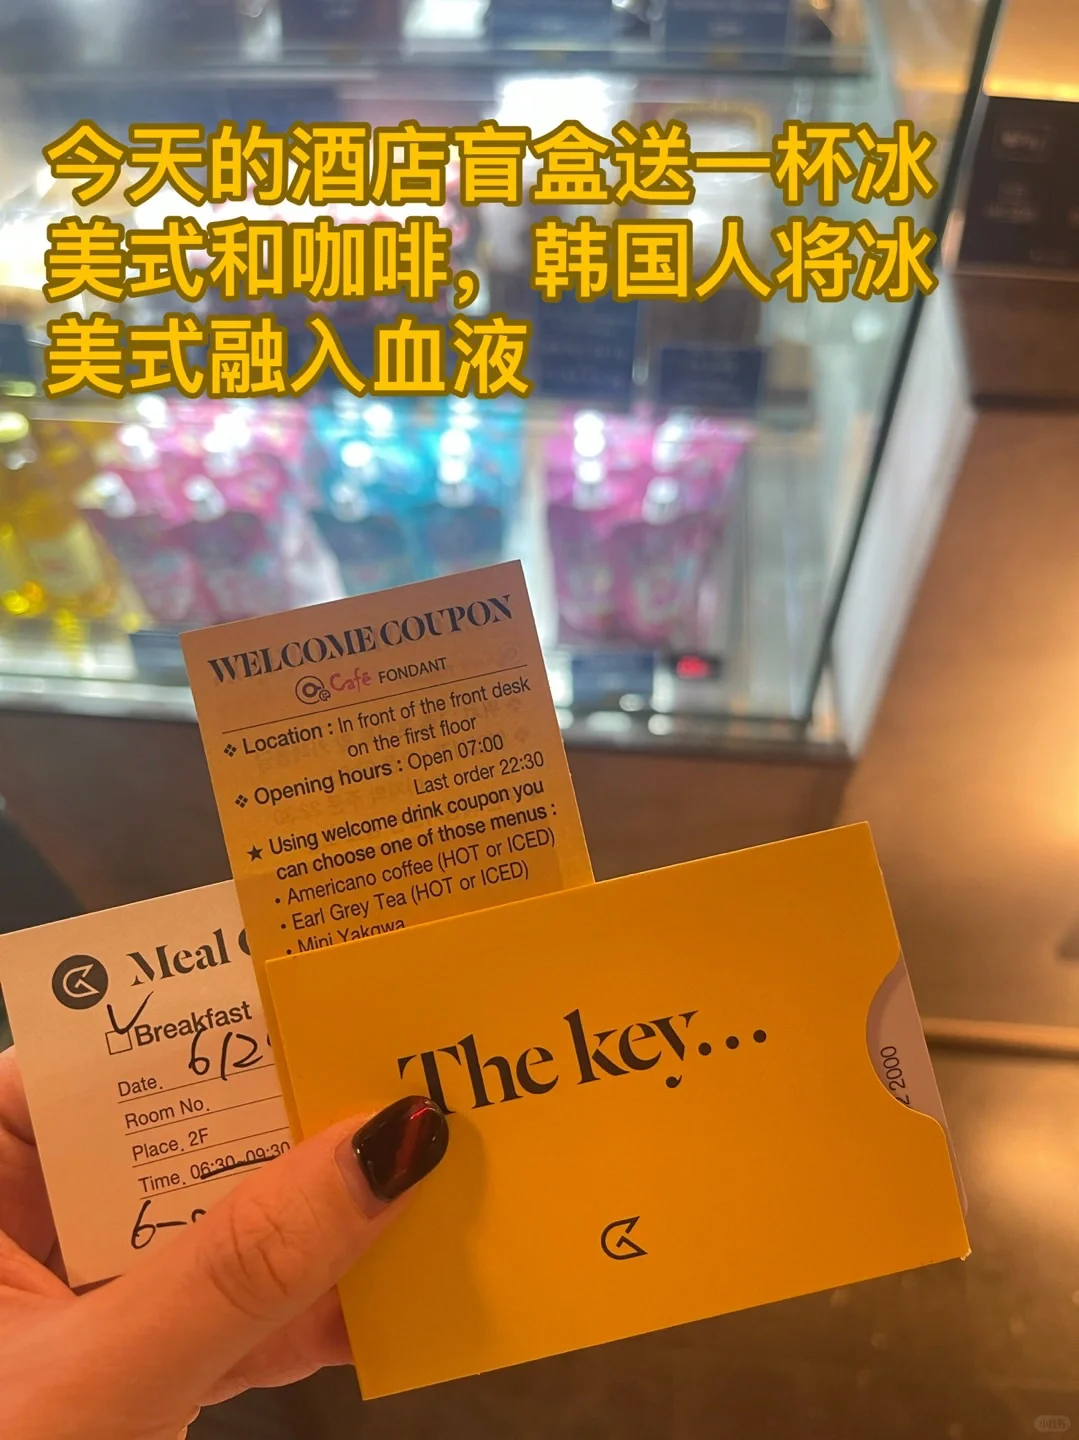 今天的酒店盲盒送一杯冰
美式和咖啡，韩国人将冰
美式融入血液
WELCOME COUPON
Café FONDANT
❖ Location : In front of the front desk
on the first floor
❖ Opening hours : Open 07:00
Last order 22:30
★ Using welcome drink coupon you
can choose one of those menus :
• Americano coffee (HOT or ICED)
• Earl Grey Tea (HOT or ICED)
• Mini Yakgwa
Meal
Breakfast
Date. 6/2
Room No.
Place. 2F
Time. 06:30~09:30
6-
The key...
2000
小红书